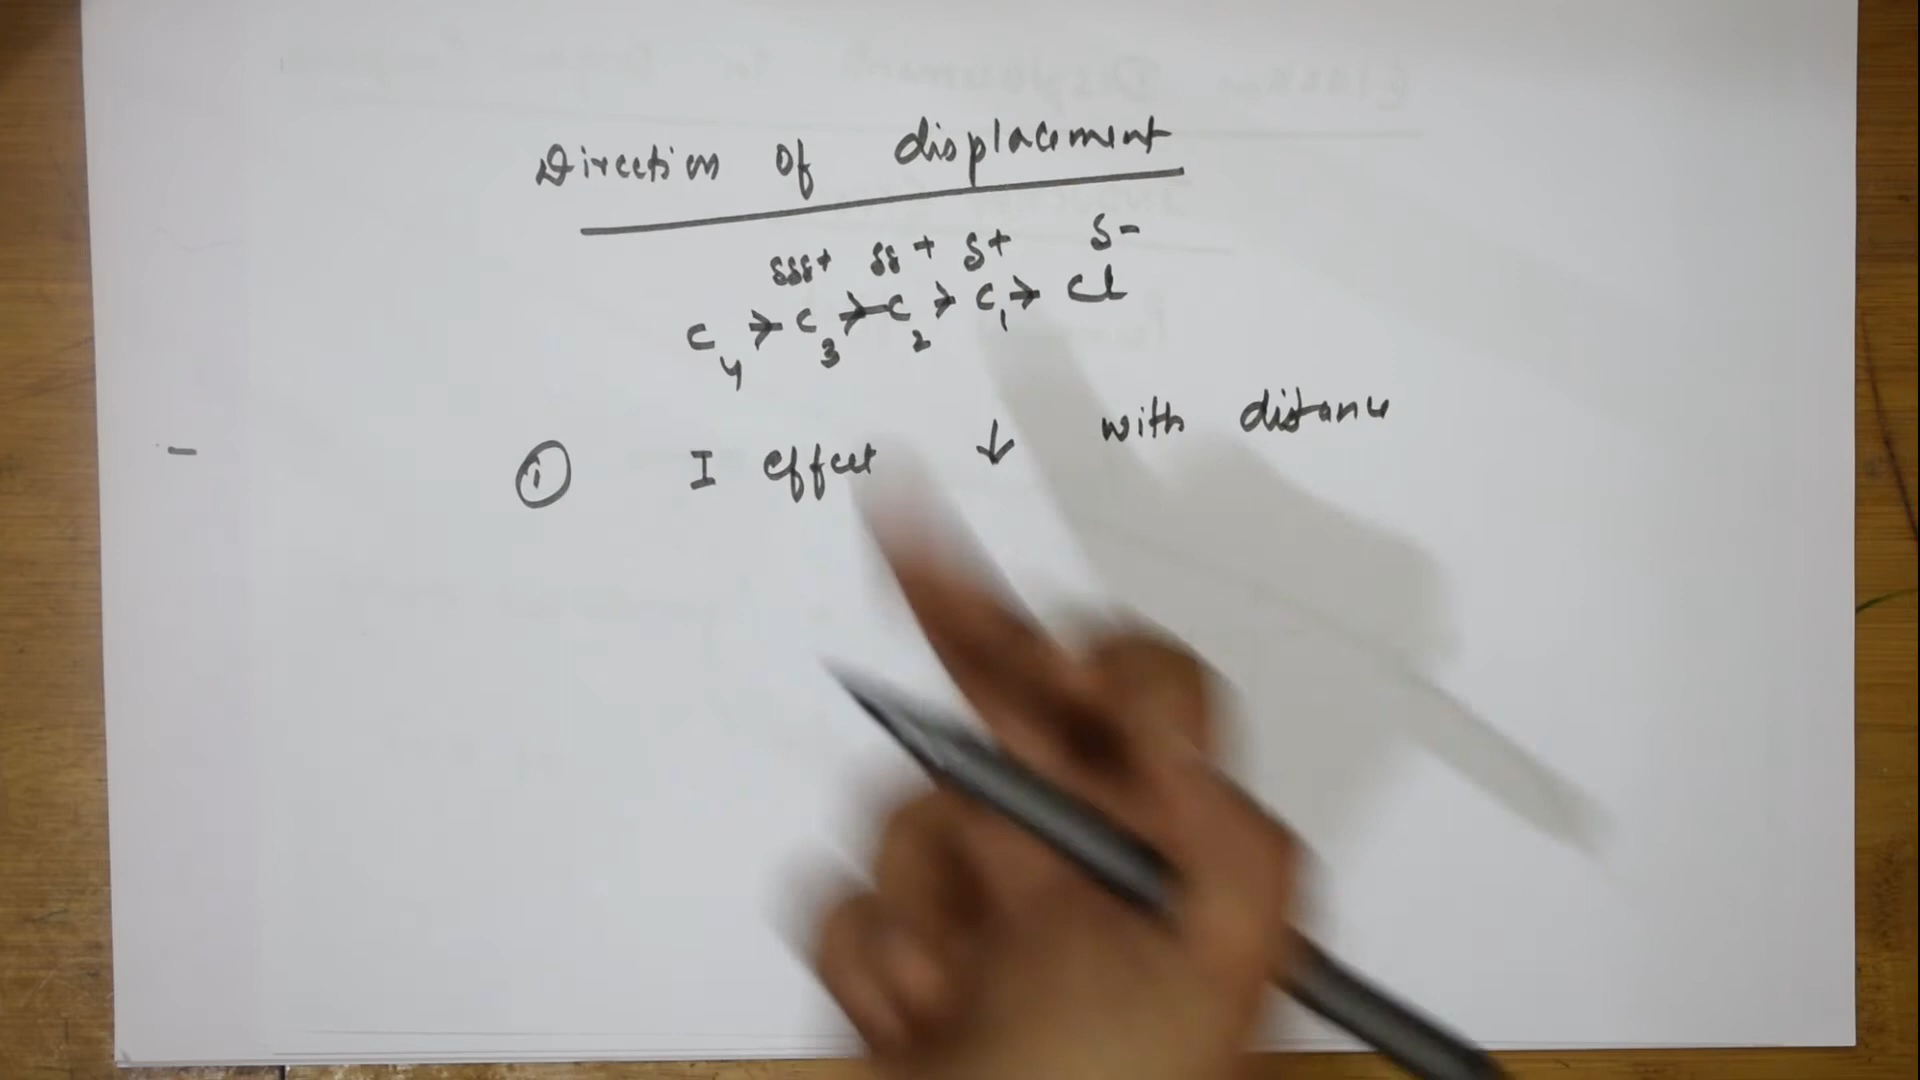 Direction of displacement
δδδ+ δδ+ δ+ δ-
C4 → C3 → C2 → C1 → Cl
① I effect ↓ with distance